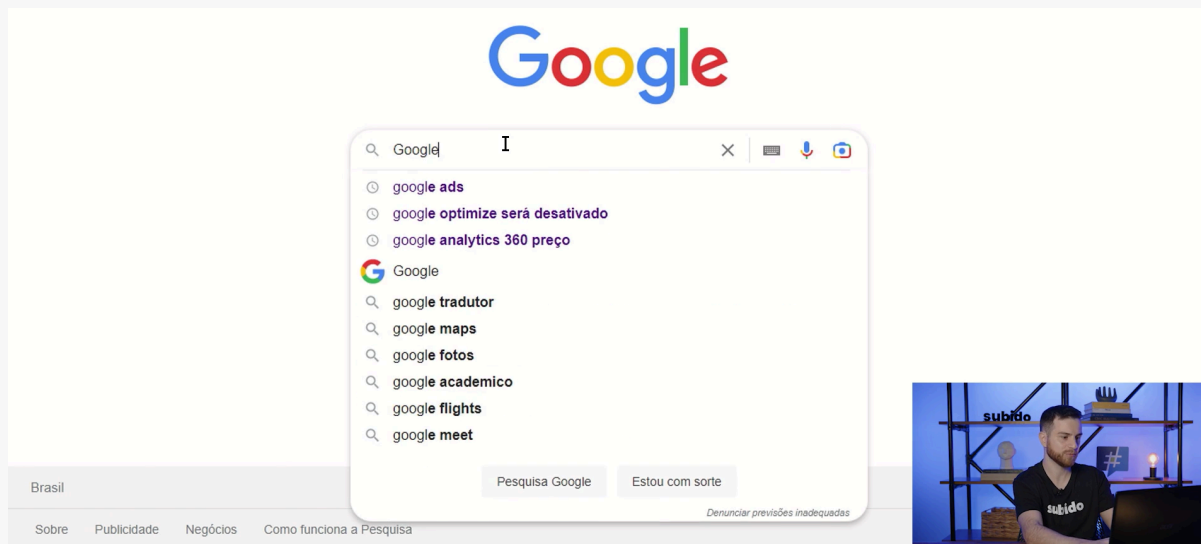 Google
Google
google ads
google optimize será desativado
google analytics 360 preço
Google
google tradutor
google maps
google fotos
google academico
google flights
google meet
Pesquisa Google
Estou com sorte
Denunciar previsões inadequadas
Brasil
Sobre
Publicidade
Negócios
Como funciona a Pesquisa
subido
#
subido